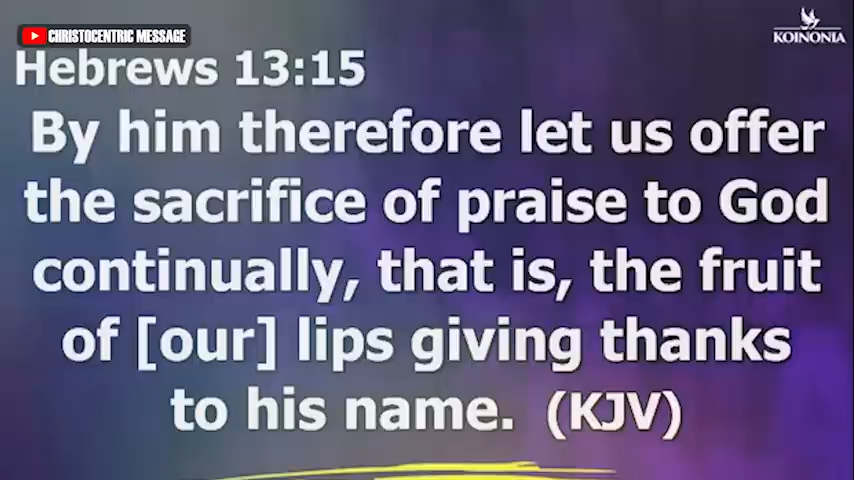 CHRISTOCENTRIC MESSAGE
KOINONIA
Hebrews 13:15
By him therefore let us offer
the sacrifice of praise to God
continually, that is, the fruit
of [our] lips giving thanks
to his name. (KJV)